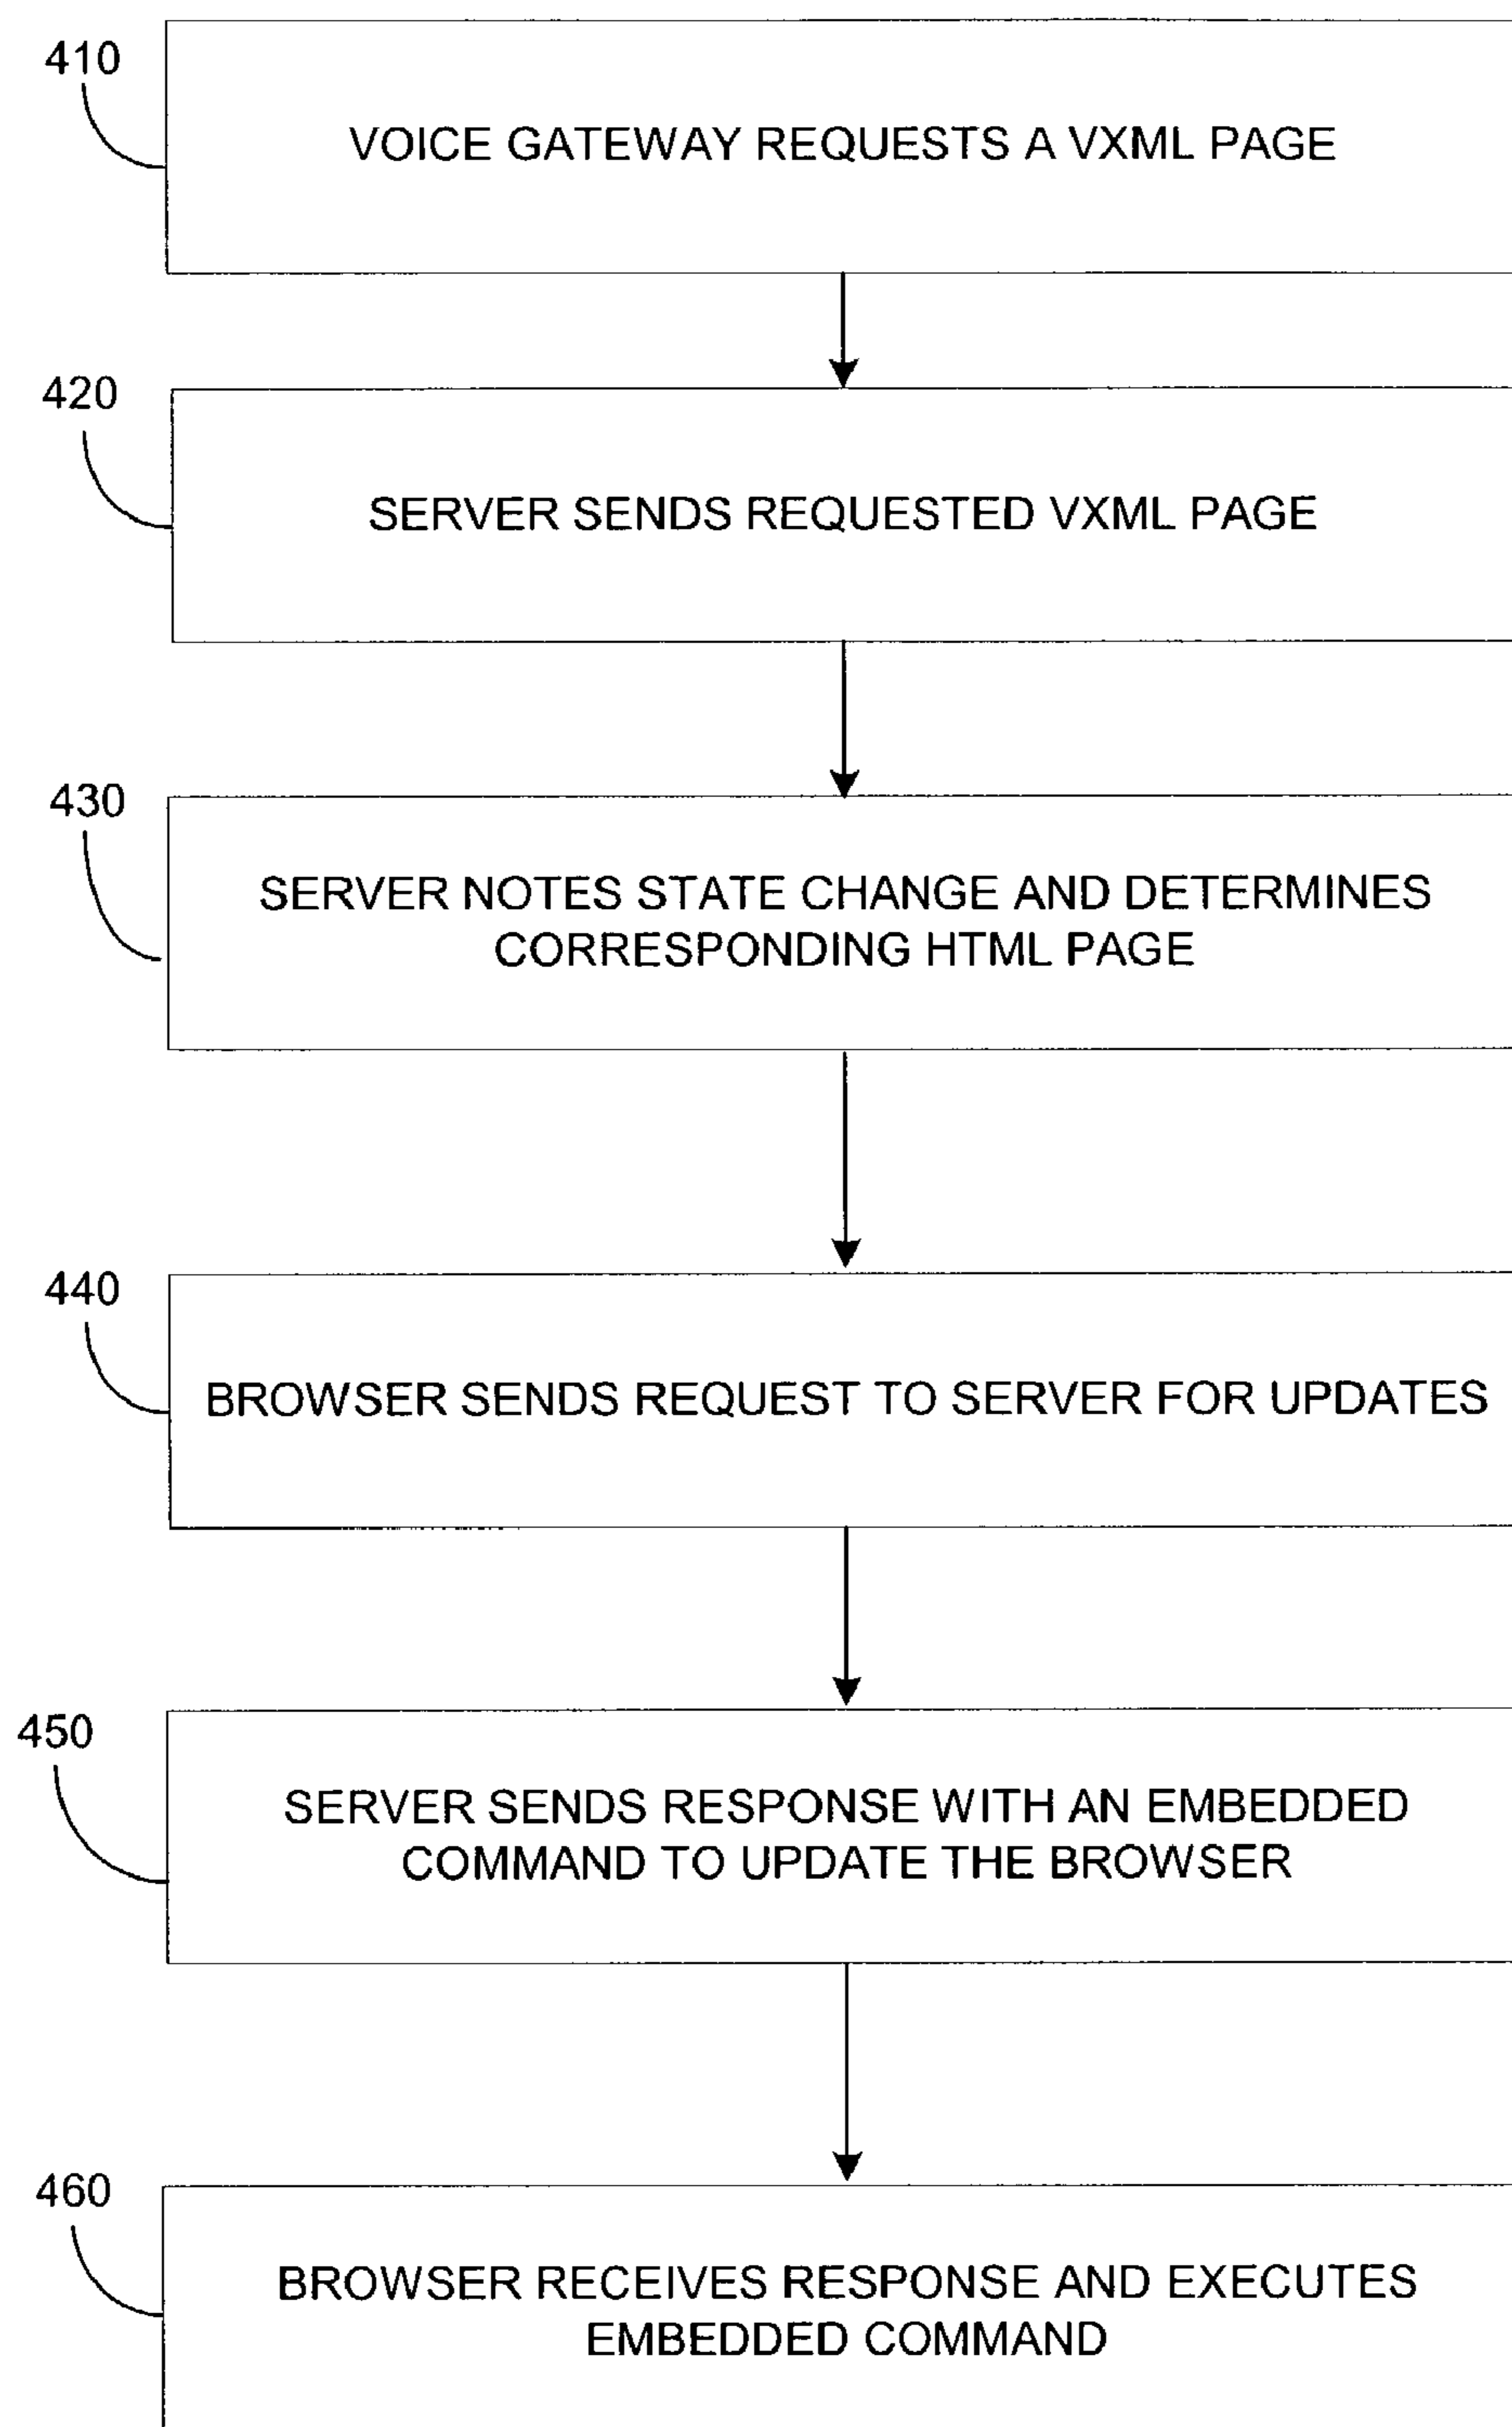 410
VOICE GATEWAY REQUESTS A VXML PAGE
420
SERVER SENDS REQUESTED VXML PAGE
430
SERVER NOTES STATE CHANGE AND DETERMINES
CORRESPONDING HTML PAGE
440
BROWSER SENDS REQUEST TO SERVER FOR UPDATES
450
SERVER SENDS RESPONSE WITH AN EMBEDDED
COMMAND TO UPDATE THE BROWSER
460
BROWSER RECEIVES RESPONSE AND EXECUTES
EMBEDDED COMMAND